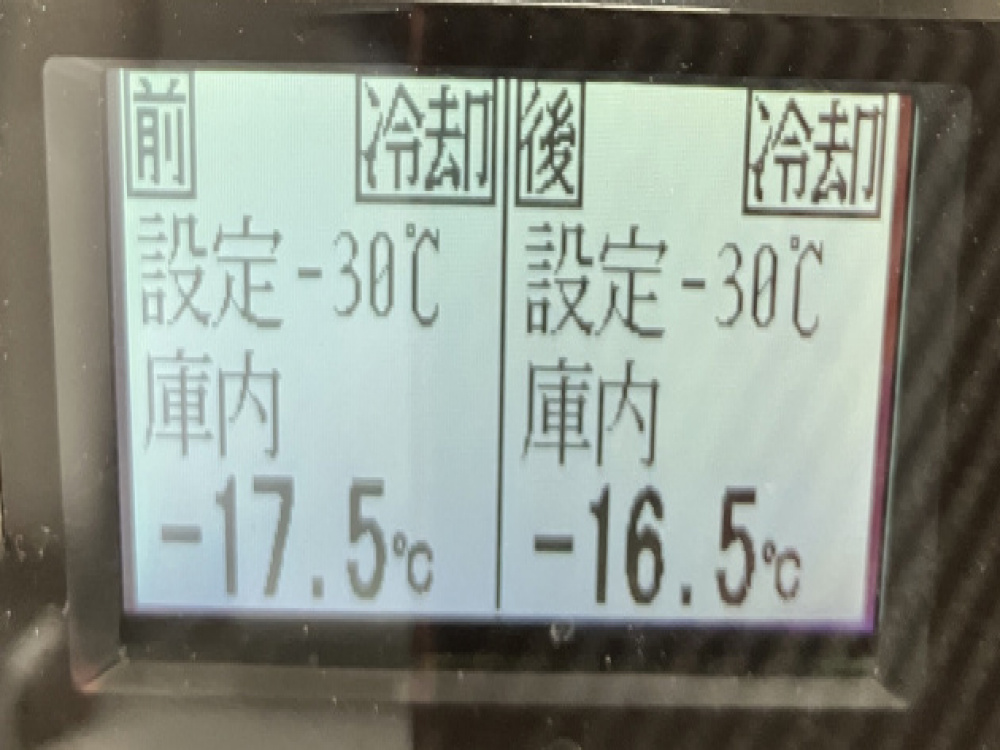 前 冷却
設定 -30℃
庫内
-17.5℃
後 冷却
設定 -30℃
庫内
-16.5℃